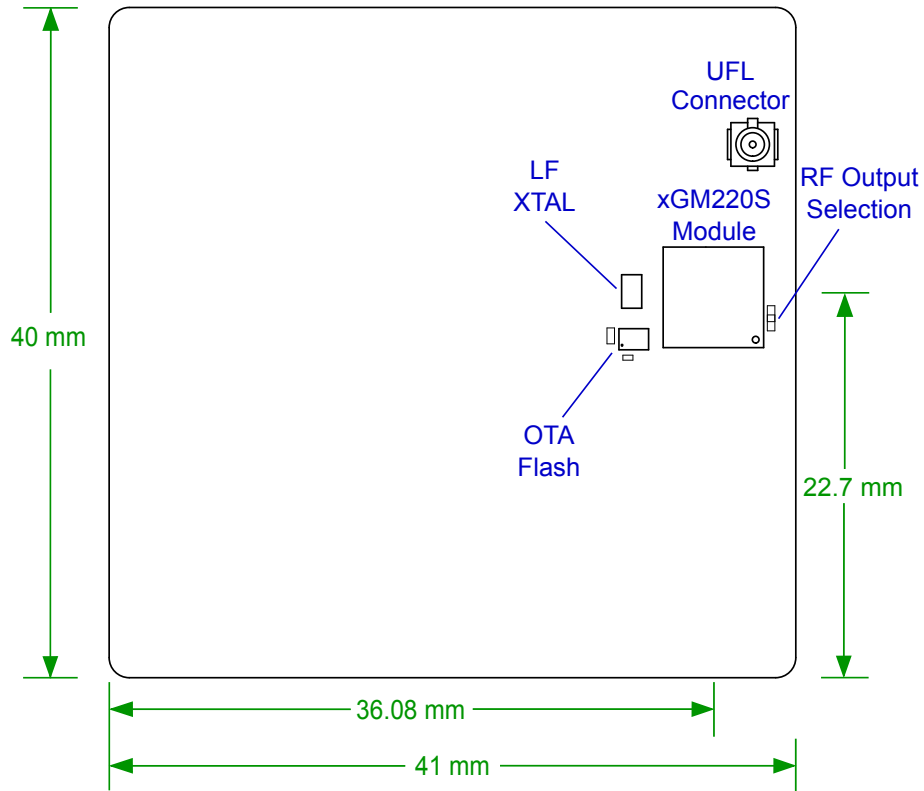 UFL
Connector
LF
XTAL
xGM220S
Module
RF Output
Selection
40 mm
OTA
Flash
22.7 mm
36.08 mm
41 mm